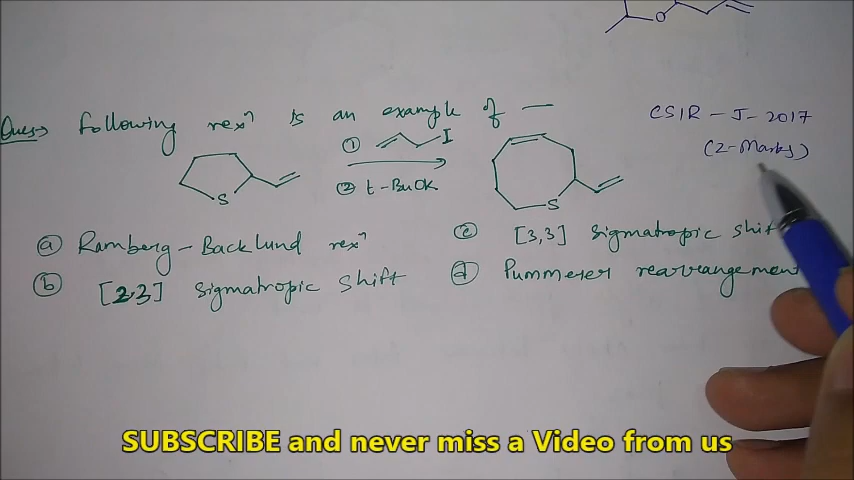 O
Ques→ Following rexⁿ is an example of —
CSIR - J - 2017
(2-Marks)
① I
② t-BuOK
S
S
ⓐ Ramberg-Backlund rexⁿ
ⓒ [3,3] sigmatropic shift
ⓑ [2,3] sigmatropic shift
ⓓ Pummerer rearrangement
SUBSCRIBE and never miss a Video from us